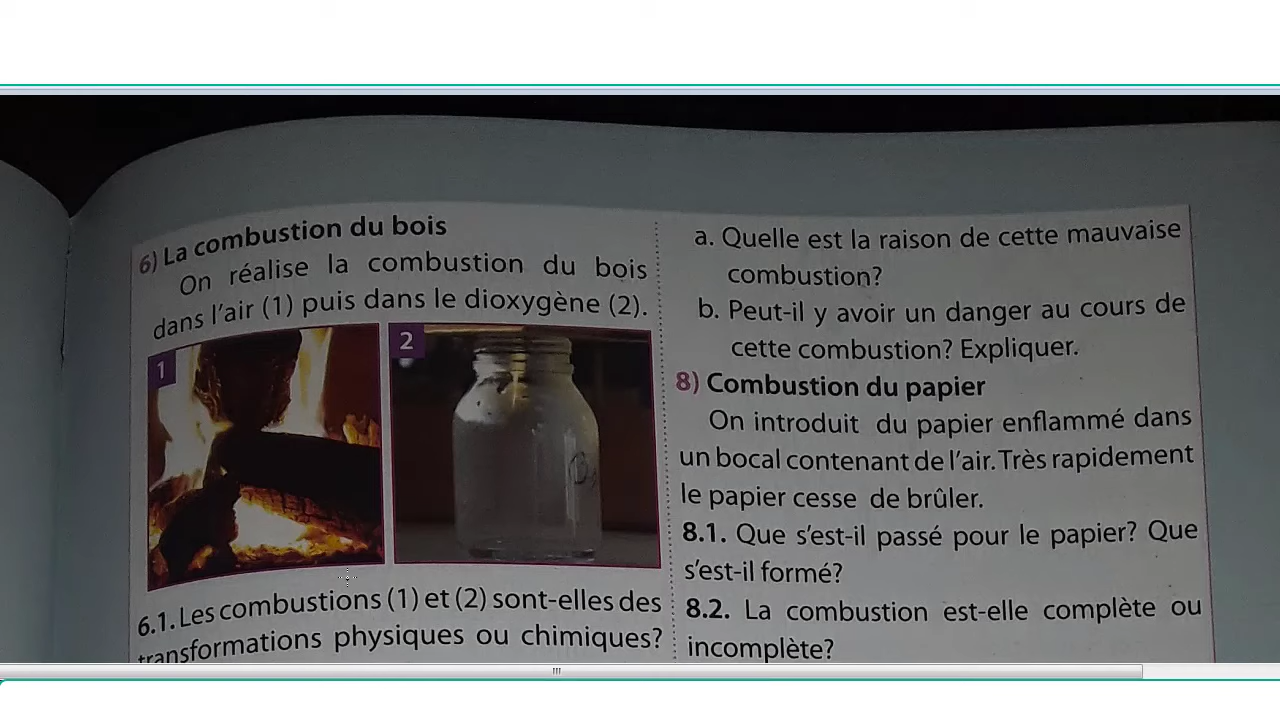 6) La combustion du bois
On réalise la combustion du bois
dans l'air (1) puis dans le dioxygène (2).
1
2
6.1. Les combustions (1) et (2) sont-elles des
transformations physiques ou chimiques?
a. Quelle est la raison de cette mauvaise
combustion?
b. Peut-il y avoir un danger au cours de
cette combustion? Expliquer.
8) Combustion du papier
On introduit du papier enflammé dans
un bocal contenant de l'air. Très rapidement
le papier cesse de brûler.
8.1. Que s'est-il passé pour le papier? Que
s'est-il formé?
8.2. La combustion est-elle complète ou
incomplète?